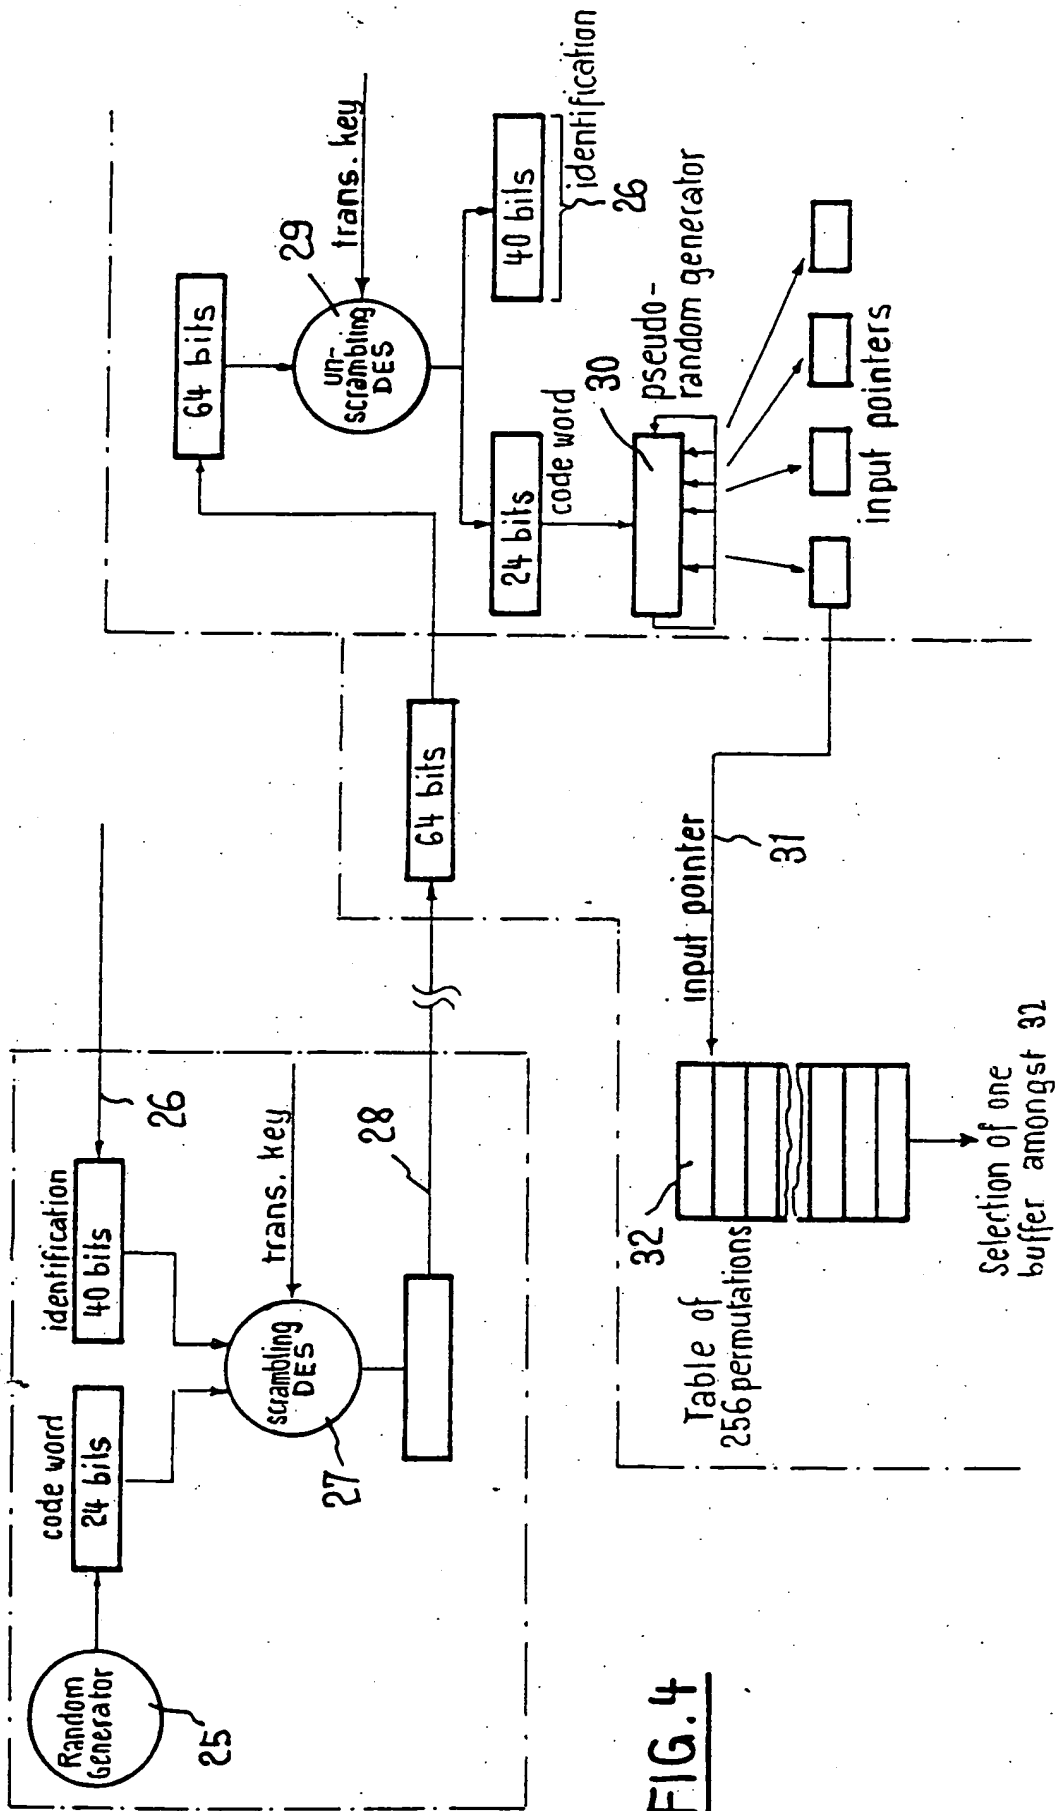 Random
Generator
25
code word
24 bits
identification
40 bits
26
scrambling
DES
27
trans. key
28
64 bits
64 bits
un-
scrambling
DES
29
trans. key
24 bits
code word
40 bits
identification
26
30
pseudo-
random generator
input pointers
input pointer
31
32
Table of
256 permutations
Selection of one
buffer amongst 32
FIG. 4